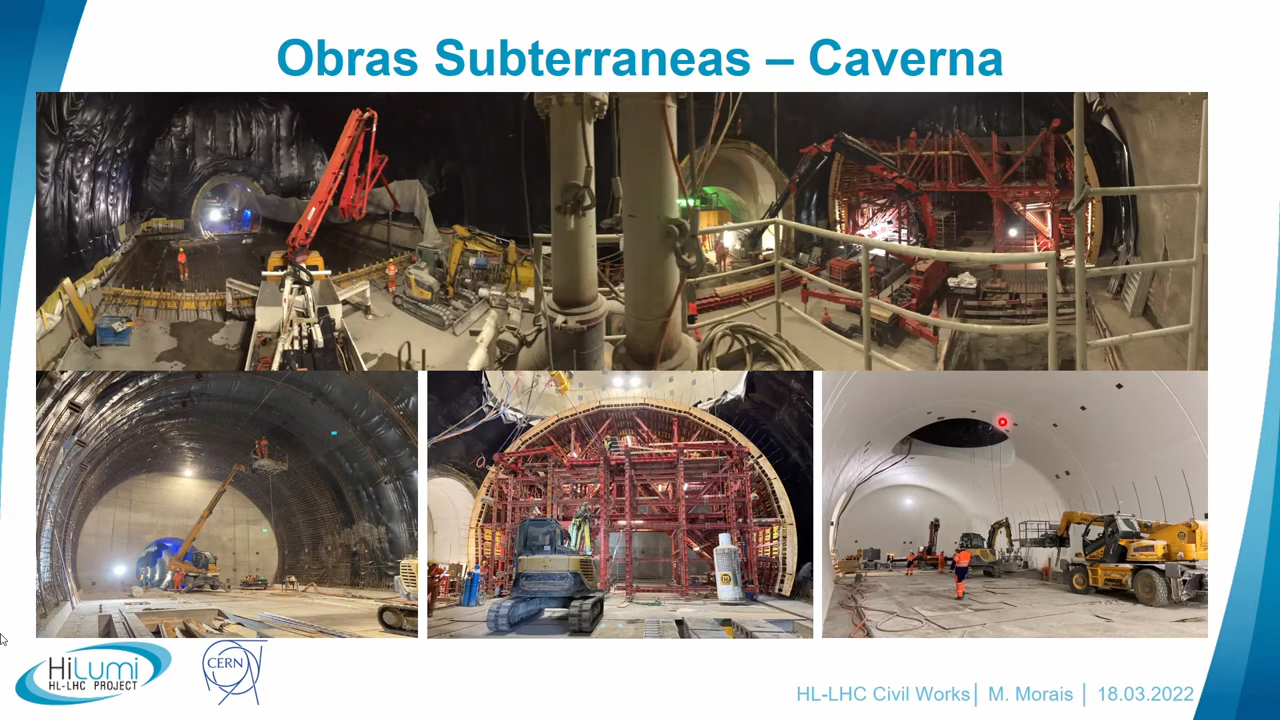 Obras Subterraneas – Caverna
HiLumi
HL-LHC PROJECT
CERN
HL-LHC Civil Works│ M. Morais │ 18.03.2022